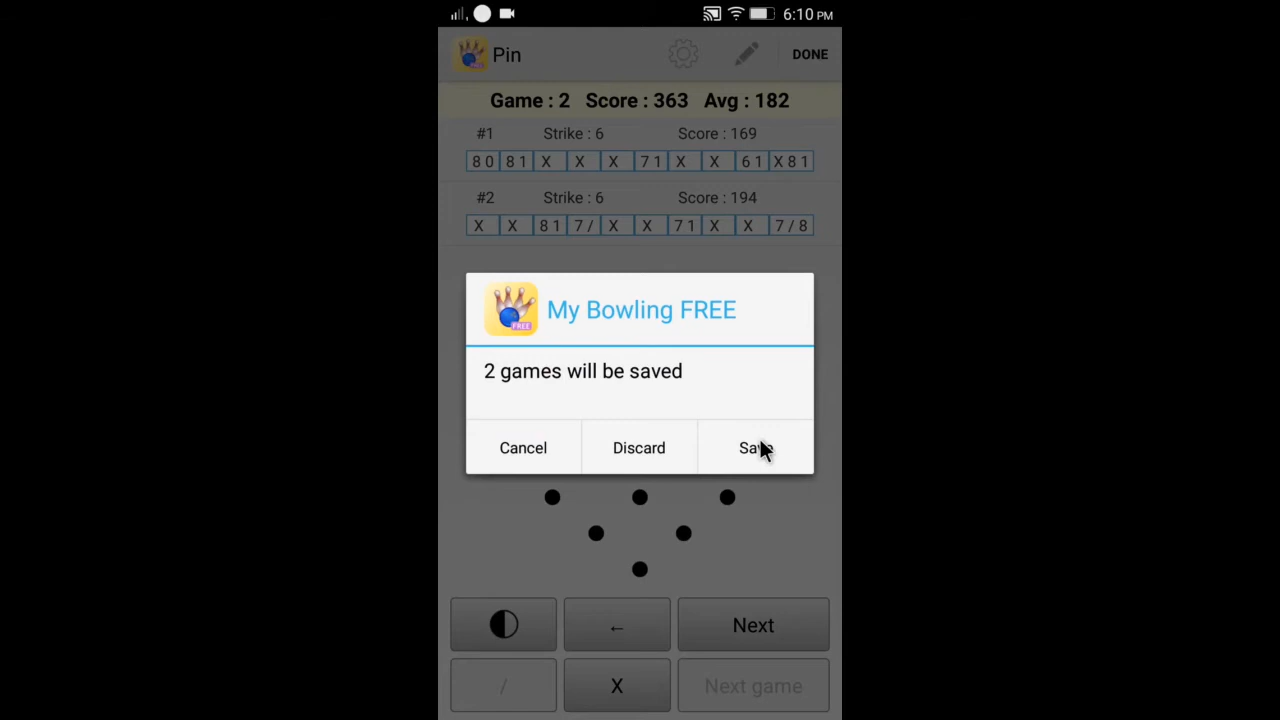 6:10 PM
Pin DONE
Game : 2 Score : 363 Avg : 182
#1 Strike : 6 Score : 169
8 0 8 1 X X X 7 1 X X 6 1 X 8 1
#2 Strike : 6 Score : 194
X X 8 1 7 / X X 7 1 X X 7 / 8
FREE My Bowling FREE
2 games will be saved
Cancel Discard Save
← Next
/ X Next game